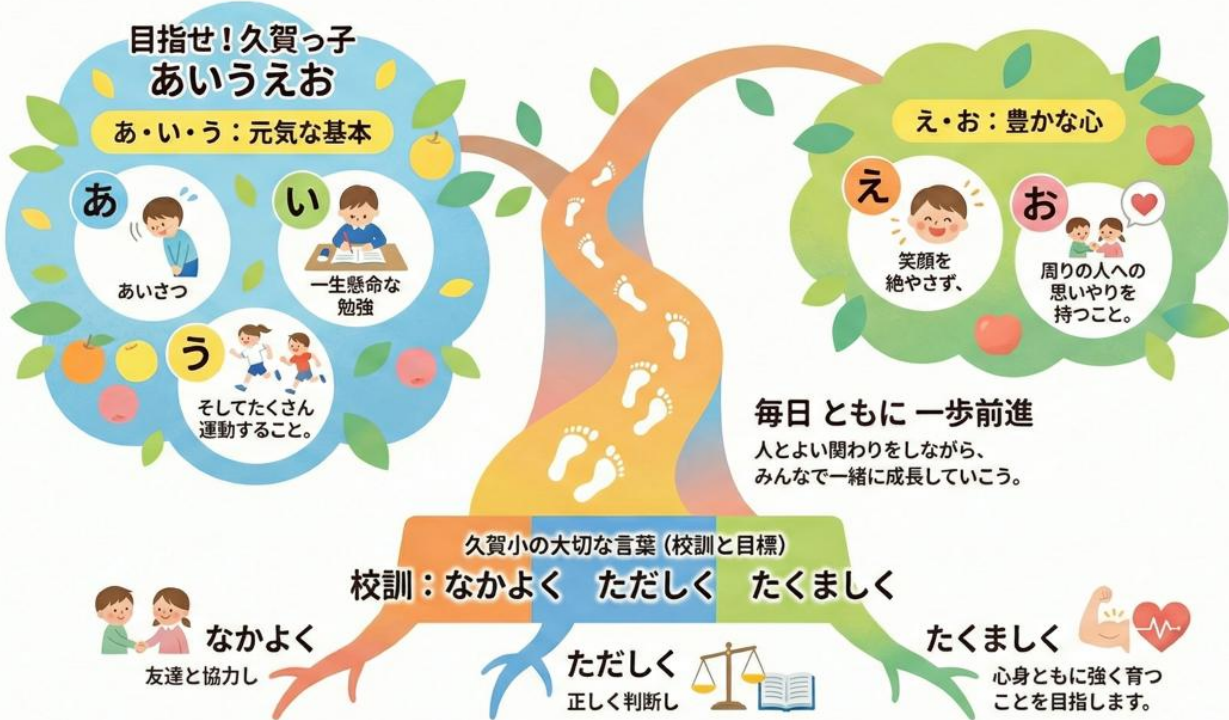 目指せ！久賀っ子
あいうえお
あ・い・う：元気な基本
あ
あいさつ
い
一生懸命な
勉強
う
そしてたくさん
運動すること。
え・お：豊かな心
え
笑顔を
絶やさず、
お
周りの人への
思いやりを
持つこと。
毎日 ともに 一歩前進
人とよい関わりをしながら、
みんなで一緒に成長していこう。
久賀小の大切な言葉（校訓と目標）
校訓：なかよく　ただしく　たくましく
なかよく
友達と協力し
ただしく
正しく判断し
たくましく
心身ともに強く育つ
ことを目指します。